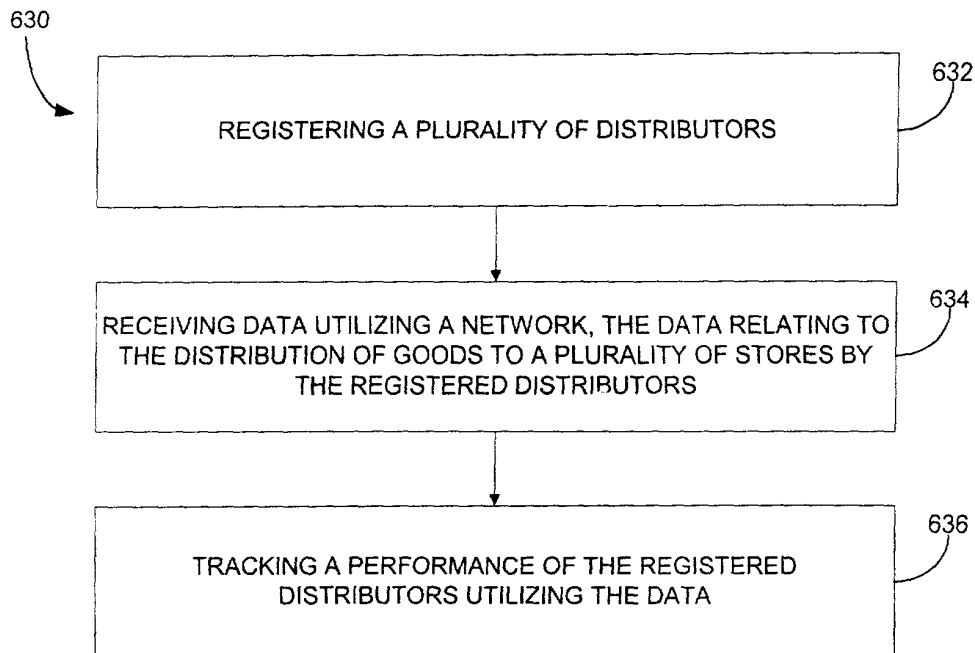 630
632
REGISTERING A PLURALITY OF DISTRIBUTORS
634
RECEIVING DATA UTILIZING A NETWORK, THE DATA RELATING TO
THE DISTRIBUTION OF GOODS TO A PLURALITY OF STORES BY
THE REGISTERED DISTRIBUTORS
636
TRACKING A PERFORMANCE OF THE REGISTERED
DISTRIBUTORS UTILIZING THE DATA